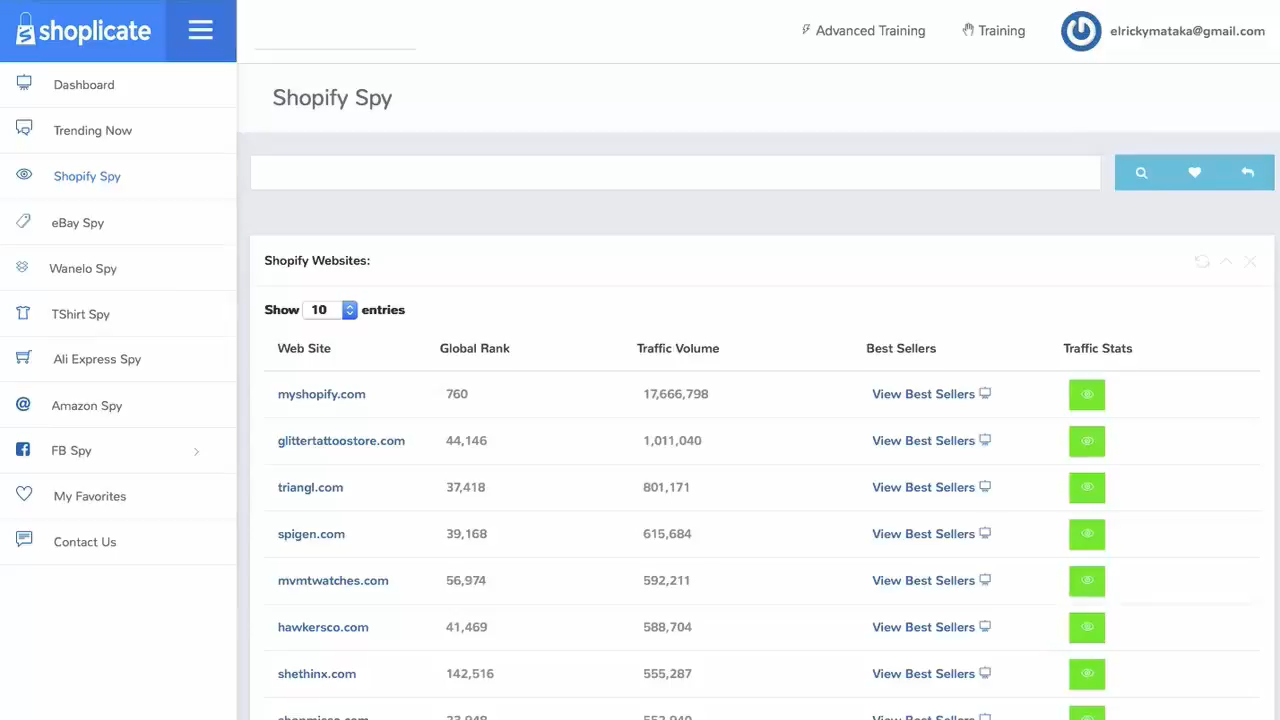 shoplicate
Advanced Training
Training
elrickymataka@gmail.com
Dashboard
Trending Now
Shopify Spy
eBay Spy
Wanelo Spy
TShirt Spy
Ali Express Spy
Amazon Spy
FB Spy
My Favorites
Contact Us
Shopify Spy
Shopify Websites:
Show 10 entries
Web Site Global Rank Traffic Volume Best Sellers Traffic Stats
myshopify.com 760 17,666,798 View Best Sellers
glittertattoostore.com 44,146 1,011,040 View Best Sellers
triangl.com 37,418 801,171 View Best Sellers
spigen.com 39,168 615,684 View Best Sellers
mvmtwatches.com 56,974 592,211 View Best Sellers
hawkersco.com 41,469 588,704 View Best Sellers
shethinx.com 142,516 555,287 View Best Sellers
View Best Sellers